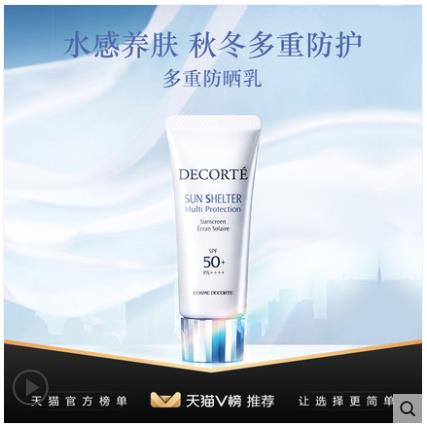 水感养肤 秋冬多重防护
多重防晒乳
DECORTÉ
SUN SHELTER
Multi Protection
Sunscreen
Écran Solaire
SPF
50+
PA++++
COSME DECORTE
天猫官方榜单
天猫V榜 推荐
让选择更简单